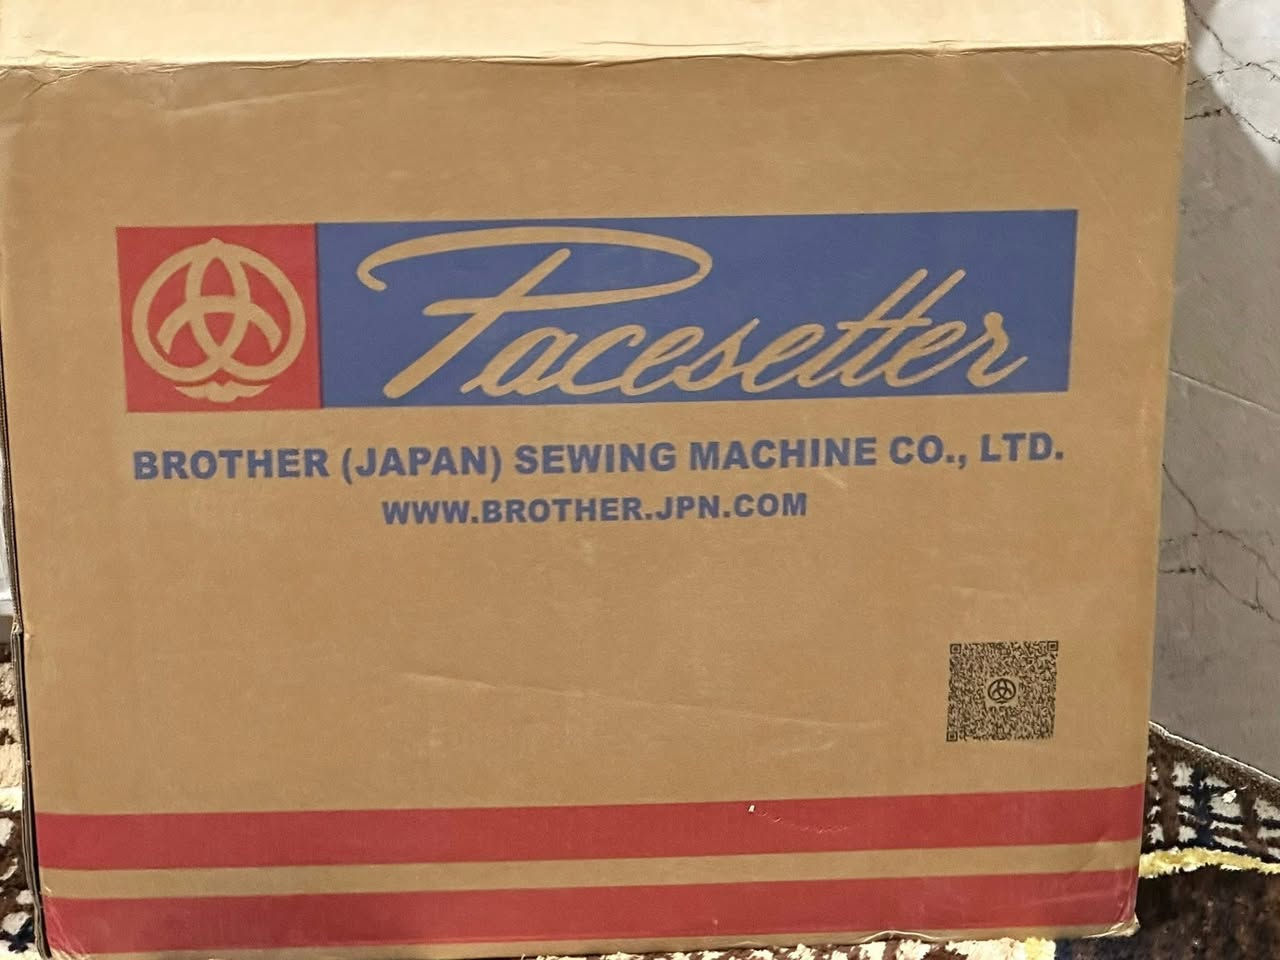 Pacesetter
BROTHER (JAPAN) SEWING MACHINE CO., LTD.
WWW.BROTHER.JPN.COM